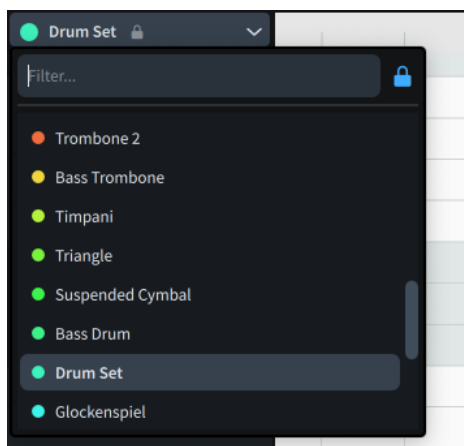 Drum Set
Filter...
Trombone 2
Bass Trombone
Timpani
Triangle
Suspended Cymbal
Bass Drum
Drum Set
Glockenspiel